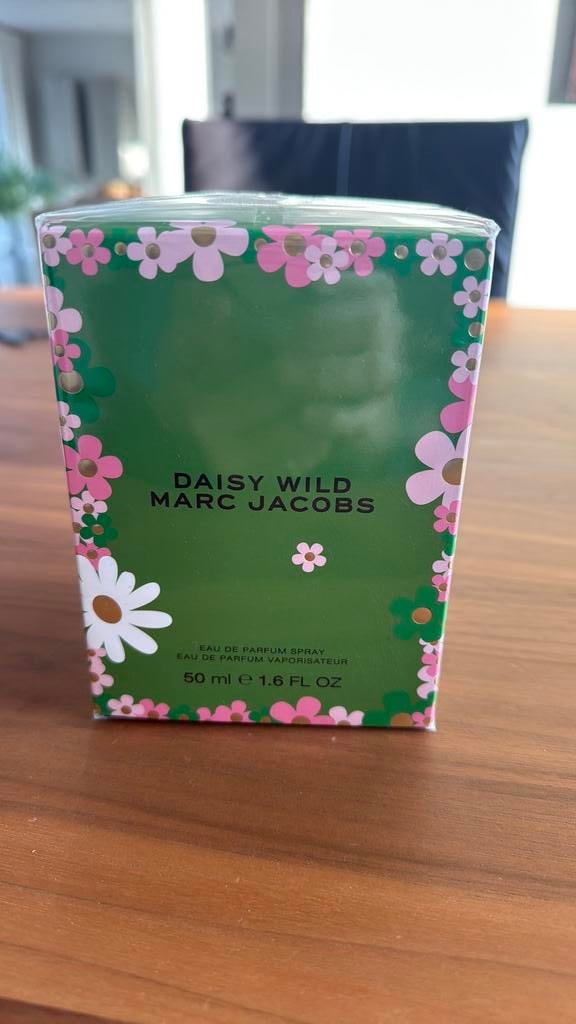 DAISY WILD
MARC JACOBS
EAU DE PARFUM SPRAY
EAU DE PARFUM VAPORISATEUR
50 ml ℮ 1.6 FL OZ